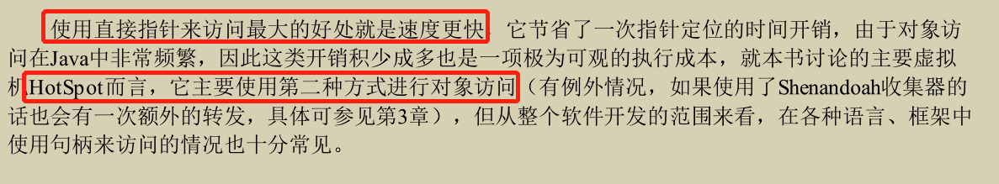 使用直接指针来访问最大的好处就是速度更快，它节省了一次指针定位的时间开销，由于对象访
问在Java中非常频繁，因此这类开销积少成多也是一项极为可观的执行成本，就本书讨论的主要虚拟
机HotSpot而言，它主要使用第二种方式进行对象访问（有例外情况，如果使用了Shenandoah收集器的
话也会有一次额外的转发，具体可参见第3章），但从整个软件开发的范围来看，在各种语言、框架中
使用句柄来访问的情况也十分常见。